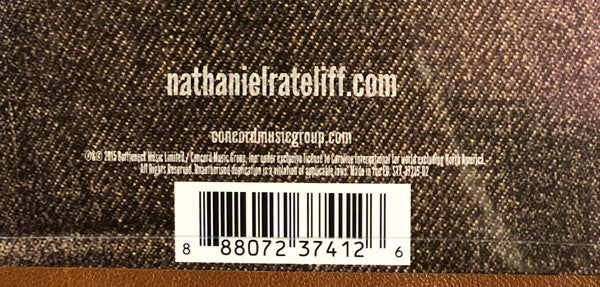 nathanielrateliff.com
concordmusicgroup.com
℗© 2015 Bottleneck Music Limited / Concord Music Group, Inc. under exclusive license to Caroline International for world excluding North America.
All Rights Reserved. Unauthorised duplication is a violation of applicable laws. Made in the EU. STX-37315-02
8 88072 37412 6